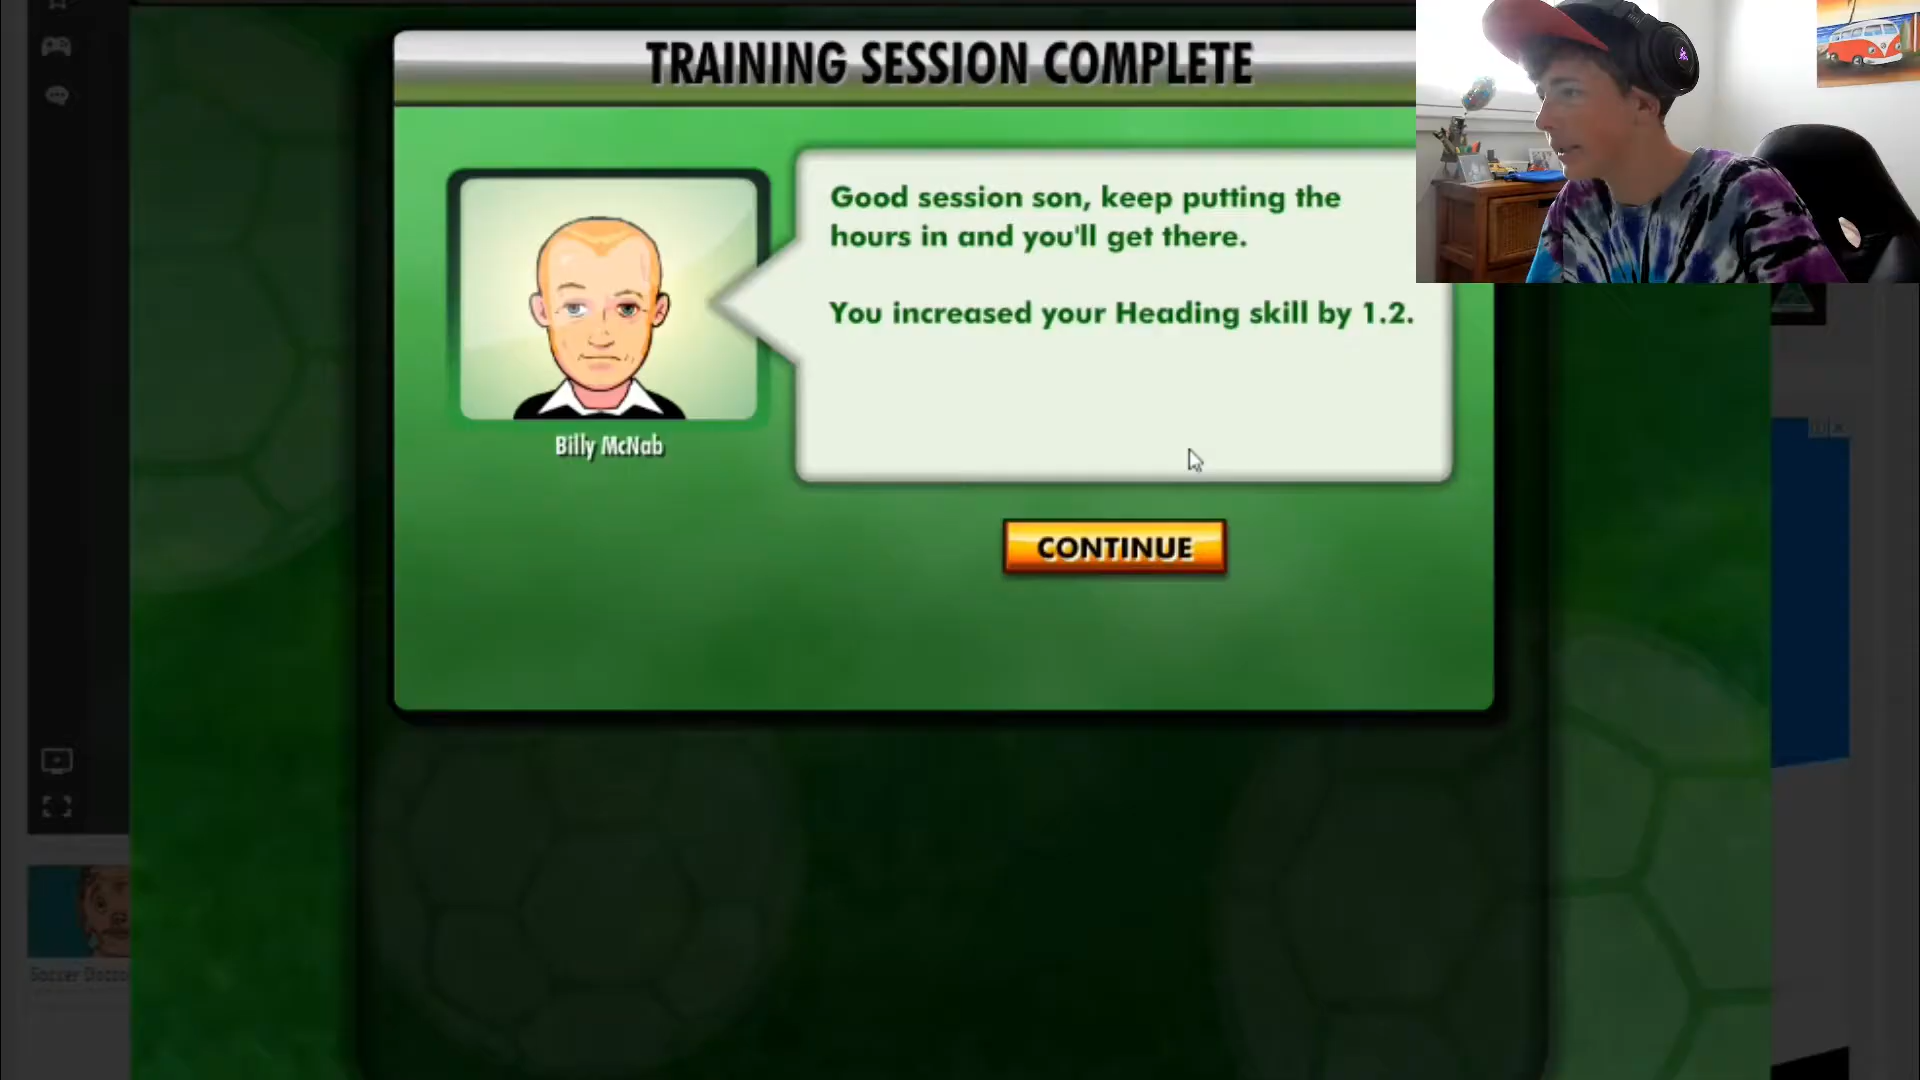 TRAINING SESSION COMPLETE
Good session son, keep putting the
hours in and you'll get there.
You increased your Heading skill by 1.2.
Billy McNab
CONTINUE